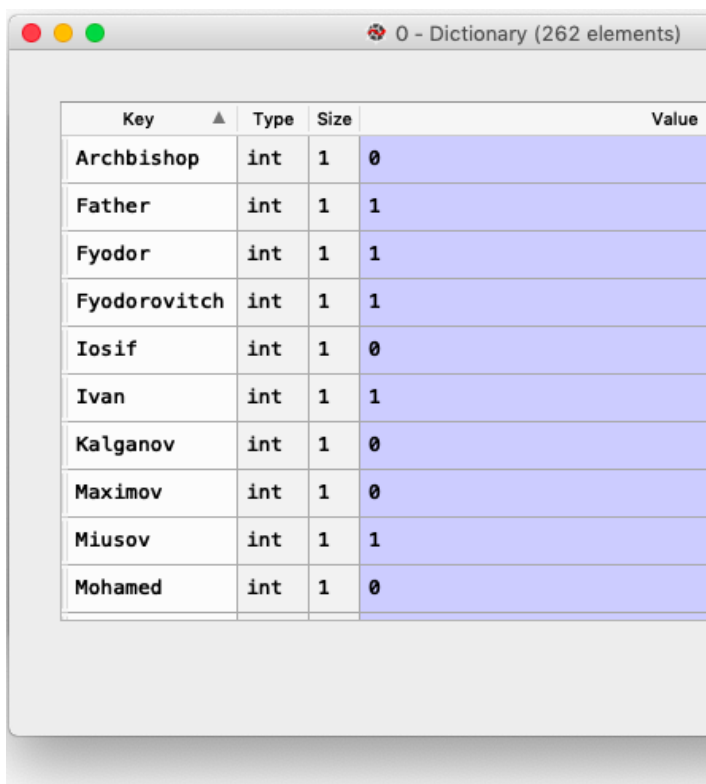 0 - Dictionary (262 elements)
Key Type Size Value
Archbishop int 1 0
Father int 1 1
Fyodor int 1 1
Fyodorovitch int 1 1
Iosif int 1 0
Ivan int 1 1
Kalganov int 1 0
Maximov int 1 0
Miusov int 1 1
Mohamed int 1 0